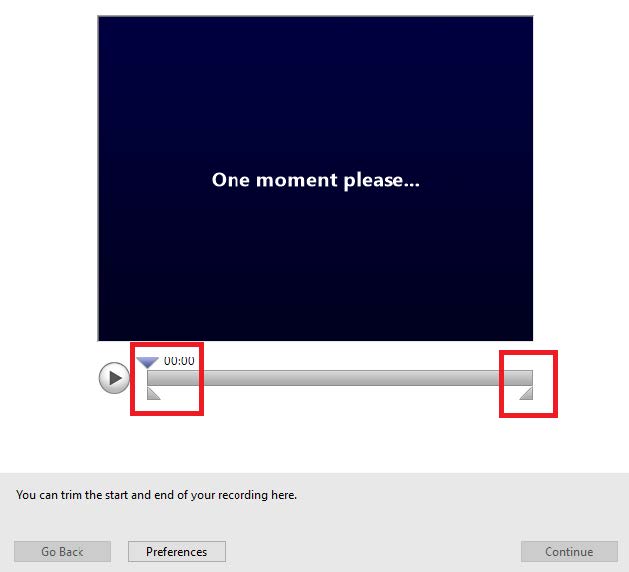 One moment please...
00:00
You can trim the start and end of your recording here.
Go Back
Preferences
Continue